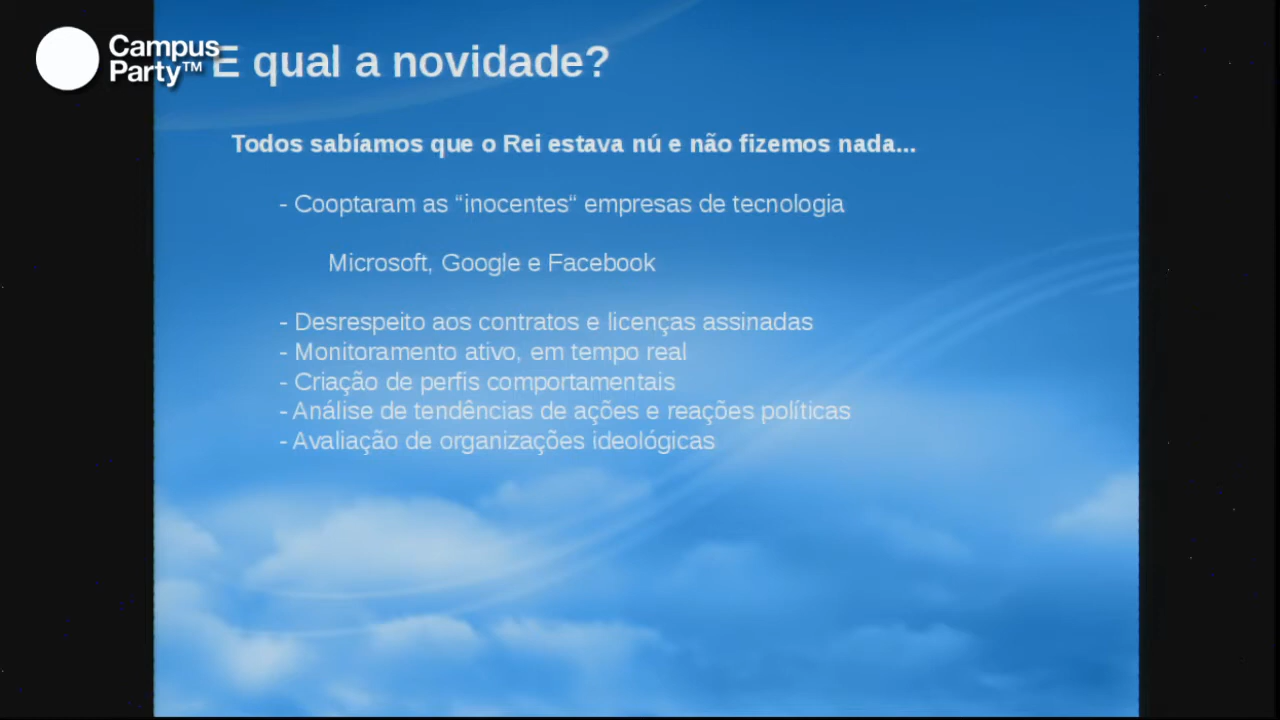 Campus
Party™
E qual a novidade?
Todos sabíamos que o Rei estava nú e não fizemos nada...
- Cooptaram as “inocentes“ empresas de tecnologia
Microsoft, Google e Facebook
- Desrespeito aos contratos e licenças assinadas
- Monitoramento ativo, em tempo real
- Criação de perfis comportamentais
- Análise de tendências de ações e reações políticas
- Avaliação de organizações ideológicas